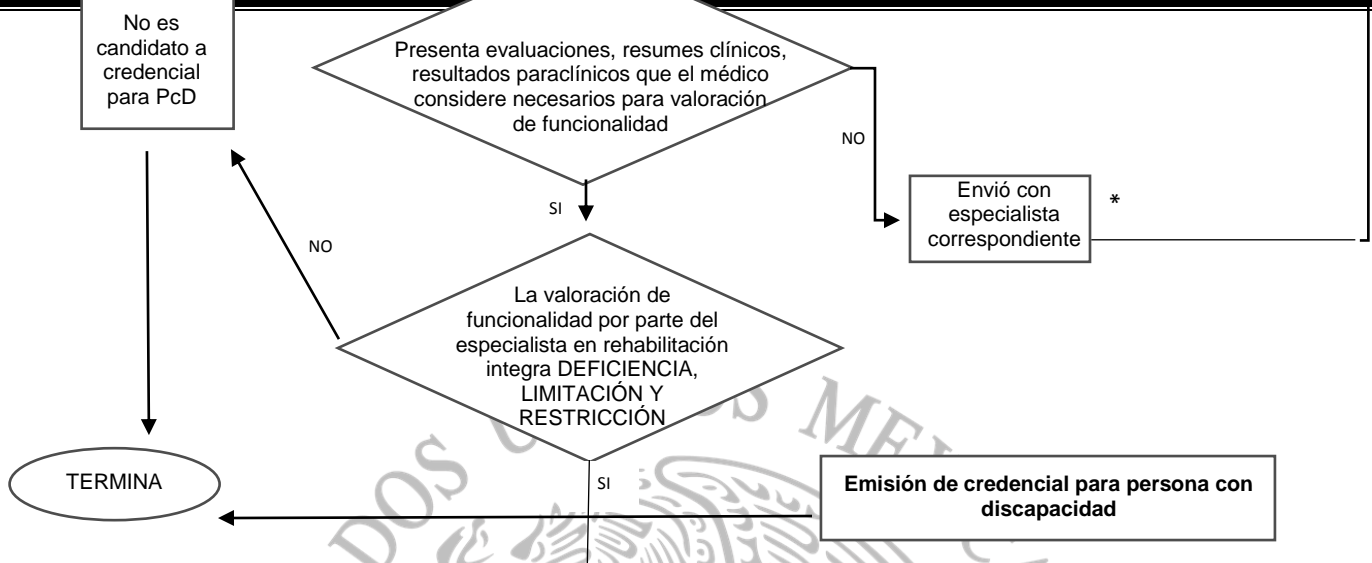 No es
candidato a
credencial
para PcD
Presenta evaluaciones, resumes clínicos,
resultados paraclínicos que el médico
considere necesarios para valoración
de funcionalidad
NO
Envió con
especialista
correspondiente
*
SI
NO
La valoración de
funcionalidad por parte del
especialista en rehabilitación
integra DEFICIENCIA,
LIMITACIÓN Y
RESTRICCIÓN
TERMINA
SI
Emisión de credencial para persona con
discapacidad